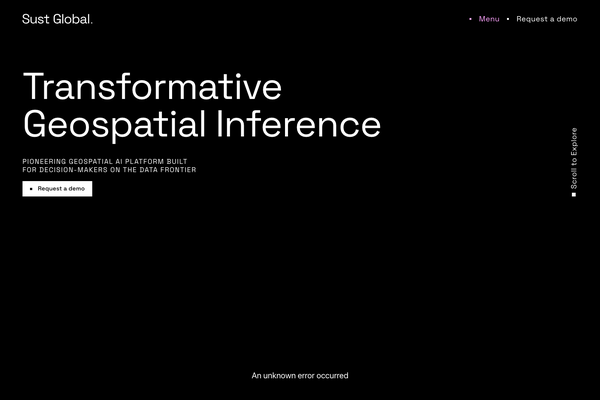 Sust Global.
• Menu • Request a demo
Transformative
Geospatial Inference
PIONEERING GEOSPATIAL AI PLATFORM BUILT
FOR DECISION-MAKERS ON THE DATA FRONTIER
• Request a demo
Scroll to Explore
An unknown error occurred